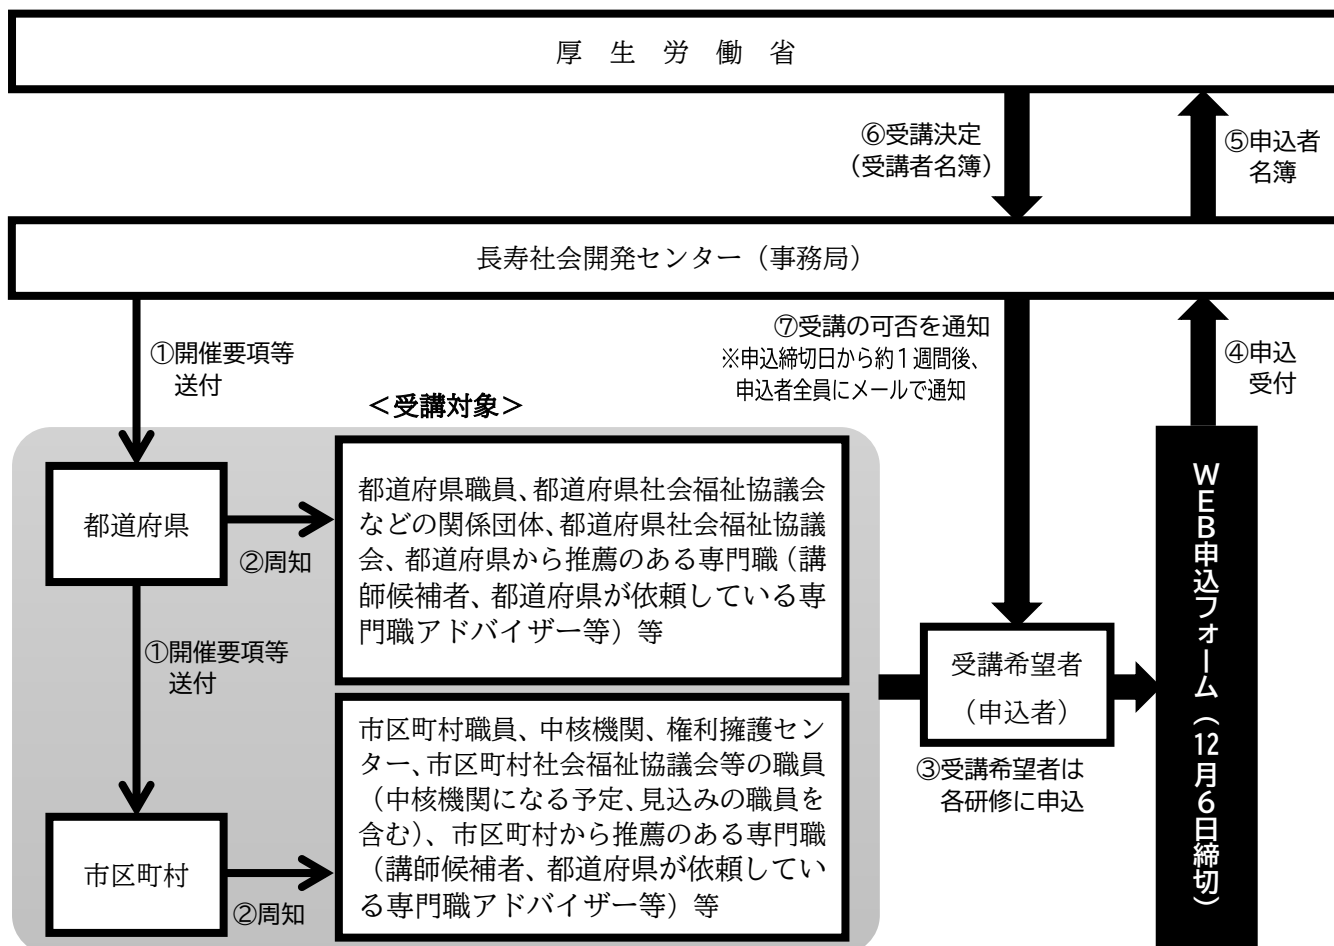 厚 生 労 働 省
⑥受講決定
（受講者名簿）
⑤申込者
名簿
長寿社会開発センター（事務局）
①開催要項等
送付
⑦受講の可否を通知
※申込締切日から約１週間後、
申込者全員にメールで通知
④申込
受付
＜受講対象＞
都道府県
②周知
都道府県職員、都道府県社会福祉協議会
などの関係団体、都道府県社会福祉協議
会、都道府県から推薦のある専門職（講
師候補者、都道府県が依頼している専
門職アドバイザー等）等
①開催要項等
送付
市区町村
②周知
市区町村職員、中核機関、権利擁護セン
ター、市区町村社会福祉協議会等の職員
（中核機関になる予定、見込みの職員を
含む）、市区町村から推薦のある専門職
（講師候補者、都道府県が依頼してい
る専門職アドバイザー等）等
受講希望者
（申込者）
③受講希望者は
各研修に申込
ＷＥＢ申込フォーム（12月６日締切）